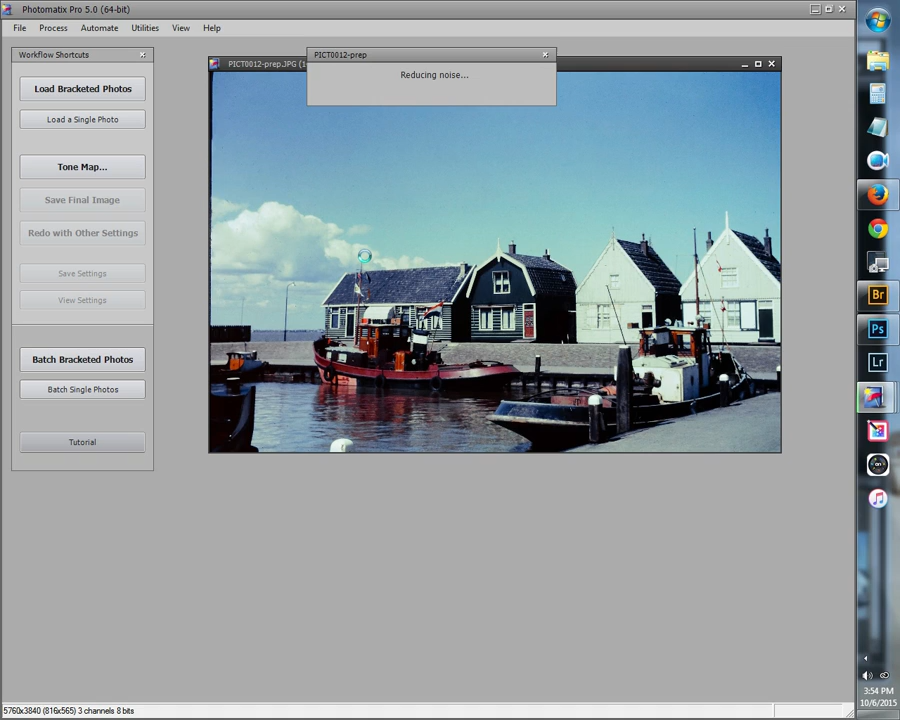 Photomatix Pro 5.0 (64-bit)
File Process Automate Utilities View Help
Workflow Shortcuts
Load Bracketed Photos
Load a Single Photo
Tone Map...
Save Final Image
Redo with Other Settings
Save Settings
View Settings
Batch Bracketed Photos
Batch Single Photos
Tutorial
PICT0012-prep.JPG (1
PICT0012-prep
Reducing noise...
Br
Ps
Lr
on
3:54 PM
10/6/2015
5760x3840 (816x565) 3 channels 8 bits